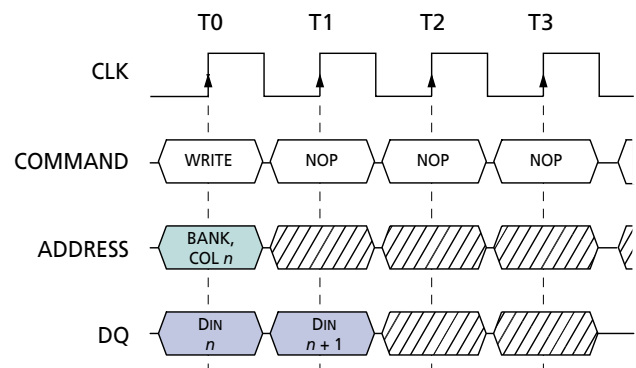 T0 T1 T2 T3
CLK
COMMAND WRITE NOP NOP NOP
ADDRESS BANK,
COL n
DQ DIN DIN
n n + 1